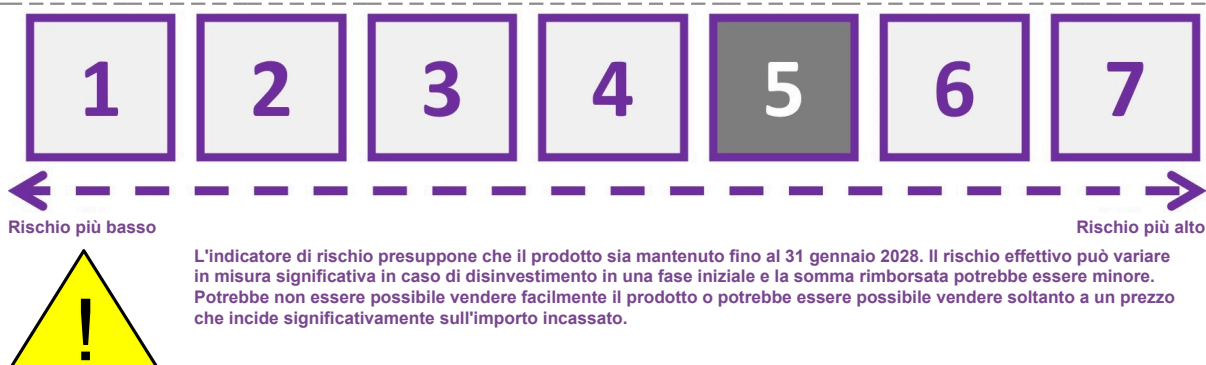 1 2 3 4 5 6 7
Rischio più basso Rischio più alto
L'indicatore di rischio presuppone che il prodotto sia mantenuto fino al 31 gennaio 2028. Il rischio effettivo può variare
in misura significativa in caso di disinvestimento in una fase iniziale e la somma rimborsata potrebbe essere minore.
Potrebbe non essere possibile vendere facilmente il prodotto o potrebbe essere possibile vendere soltanto a un prezzo
che incide significativamente sull'importo incassato.
!